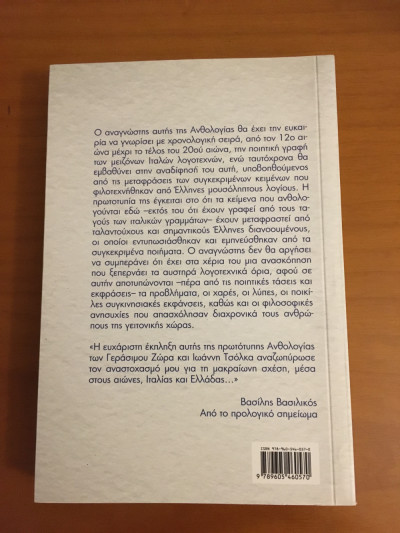 Ο αναγνώστης αυτής της Ανθολογίας θα έχει την ευκαι-
ρία να γνωρίσει με χρονολογική σειρά, από τον 12ο αι-
ώνα μέχρι το τέλος του 20ού αιώνα, την ποιητική γραφή
των μειζόνων Ιταλών λογοτεχνών, ενώ ταυτόχρονα θα
εμβαθύνει στην αναδίφησή του αυτή, υποβοηθούμενος
από τις μεταφράσεις των συγκεκριμένων κειμένων που
φιλοτεχνήθηκαν από Έλληνες μουσόληπτους λογίους. Η
πρωτοτυπία της έγκειται στο ότι τα κείμενα που ανθολο-
γούνται εδώ –εκτός του ότι έχουν γραφεί από τους τα-
γούς των ιταλικών γραμμάτων– έχουν μεταφραστεί από
ταλαντούχους και σημαντικούς Έλληνες διανοουμένους,
οι οποίοι εντυπωσιάσθηκαν και εμπνεύσθηκαν από τα
συγκεκριμένα ποιήματα. Ο αναγνώστης δεν θα αργήσει
να συμπεράνει ότι έχει στα χέρια του μια ανασκόπηση
που ξεπερνάει τα αυστηρά λογοτεχνικά όρια, αφού σε
αυτήν αποτυπώνονται –πέρα από τις ποιητικές τάσεις και
εκφράσεις– τα προβλήματα, οι χαρές, οι λύπες, οι ποικί-
λες συγκινησιακές εκφάνσεις, καθώς και οι φιλοσοφικές
ανησυχίες που απασχόλησαν διαχρονικά τους ανθρώ-
πους της γειτονικής χώρας.
«Η ευχάριστη έκπληξη αυτής της πρωτότυπης Ανθολογίας
των Γεράσιμου Ζώρα και Ιωάννη Τσόλκα αναζωπύρωσε
τον αναστοχασμό μου για τη μακραίωνη σχέση, μέσα
στους αιώνες, Ιταλίας και Ελλάδας...»
Βασίλης Βασιλικός
Από το προλογικό σημείωμα
ISBN 978-960-546-057-0
9 789605 460570